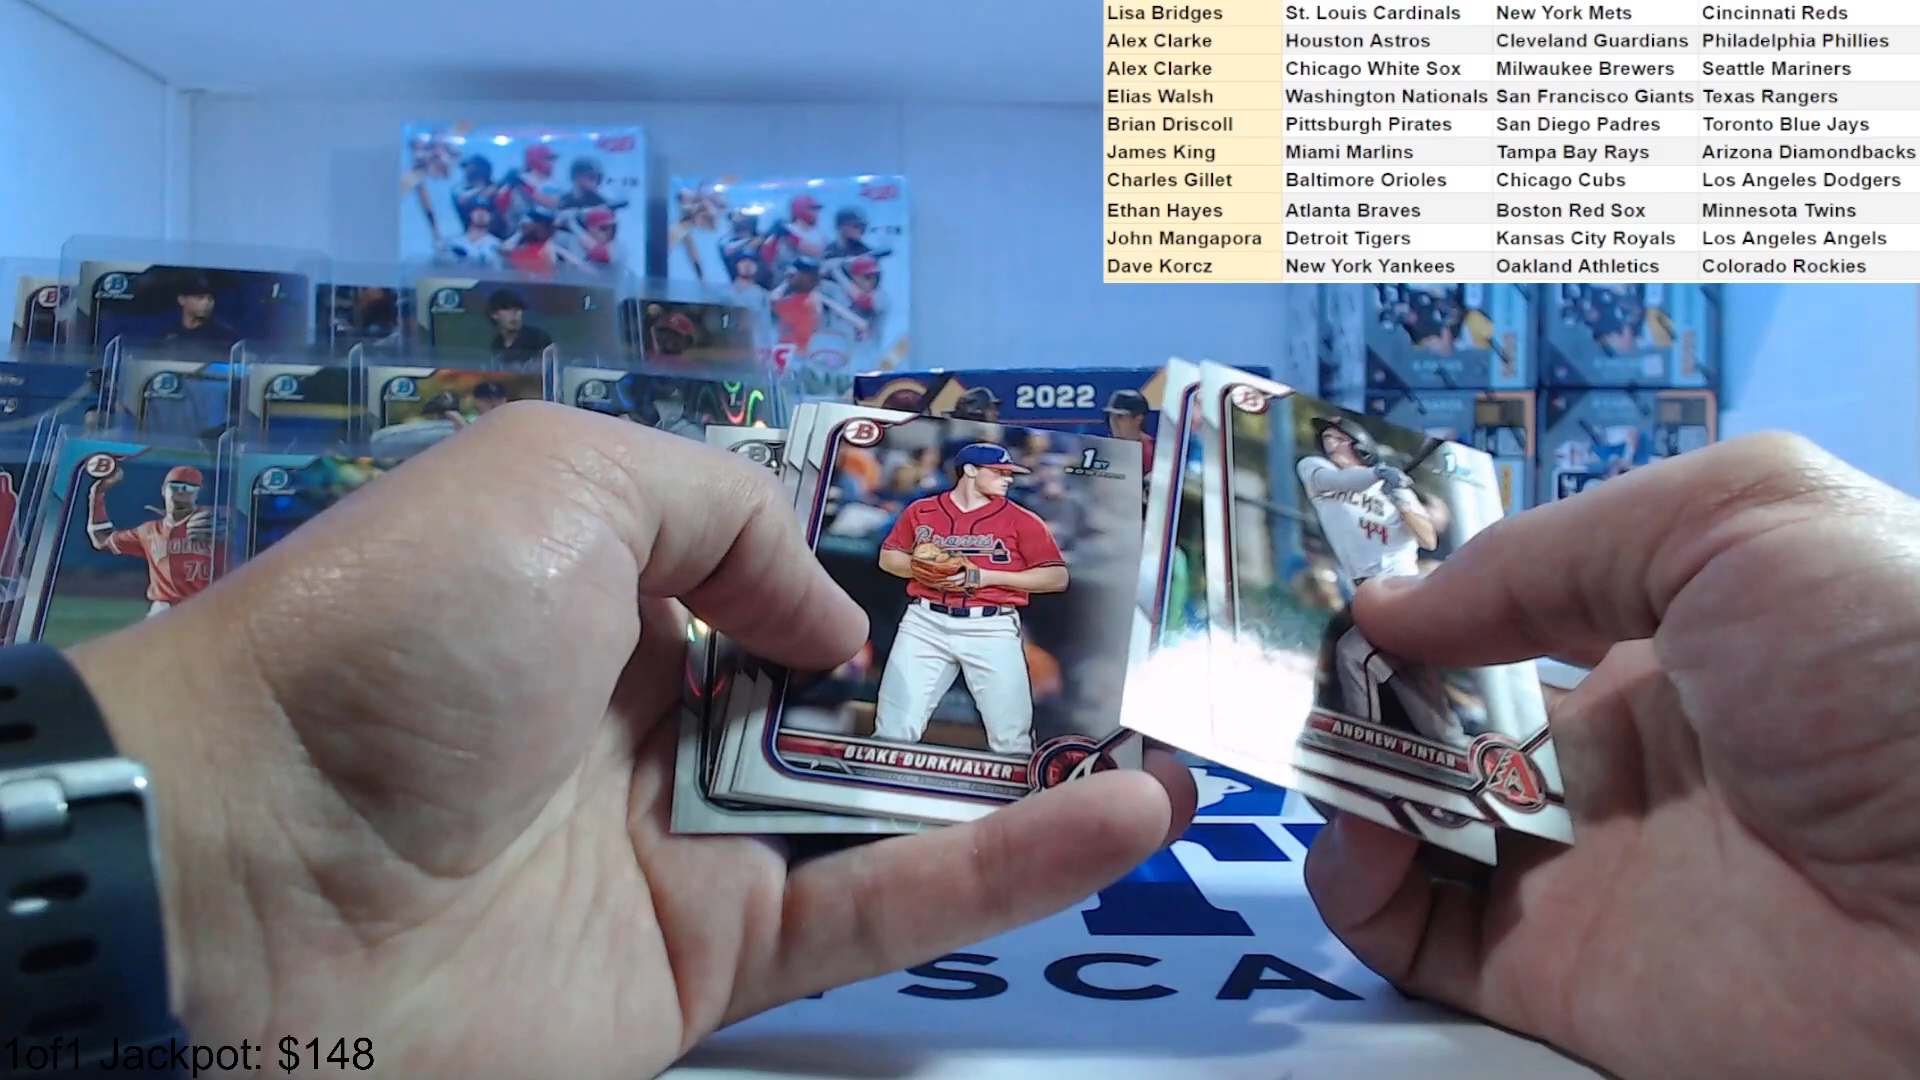 Lisa Bridges St. Louis Cardinals New York Mets Cincinnati Reds
Alex Clarke Houston Astros Cleveland Guardians Philadelphia Phillies
Alex Clarke Chicago White Sox Milwaukee Brewers Seattle Mariners
Elias Walsh Washington Nationals San Francisco Giants Texas Rangers
Brian Driscoll Pittsburgh Pirates San Diego Padres Toronto Blue Jays
James King Miami Marlins Tampa Bay Rays Arizona Diamondbacks
Charles Gillet Baltimore Orioles Chicago Cubs Los Angeles Dodgers
Ethan Hayes Atlanta Braves Boston Red Sox Minnesota Twins
John Mangapora Detroit Tigers Kansas City Royals Los Angeles Angels
Dave Korcz New York Yankees Oakland Athletics Colorado Rockies
2022
B
1ST
Braves
BLAKE BURKHALTER
B
1ST
44
ANDREW PINTAR
A
B
70
SCA
1of1 Jackpot: $148